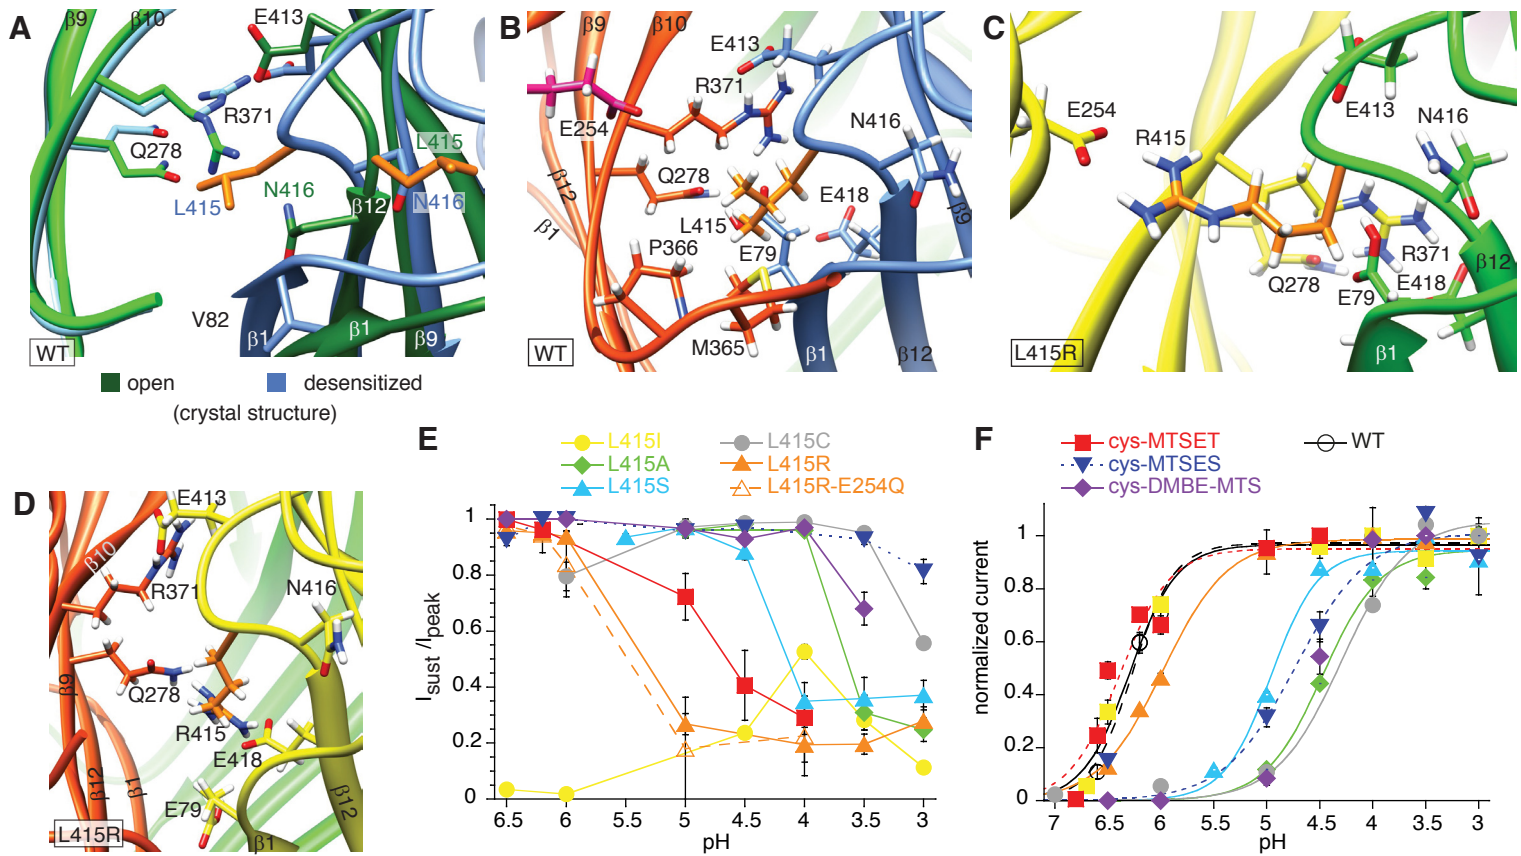 A
β9
β10
E413
R371
Q278
L415
N416
L415
N416
β12
V82
β1
β1
β9
WT
open
desensitized
(crystal structure)
B
β9
β10
E413
R371
E254
N416
Q278
β12
β1
L415
E418
β9
P366
E79
M365
β1
β12
WT
C
E254
R415
E413
N416
R371
Q278
E79
E418
β12
β1
L415R
D
E413
β10
R371
N416
β9
Q278
R415
E418
β12
β1
E79
β12
β1
L415R
E
L415I
L415C
L415A
L415R
L415S
L415R-E254Q
Isust /Ipeak
1
0.8
0.6
0.4
0.2
0
6.5
6
5.5
5
4.5
4
3.5
3
pH
F
cys-MTSET
WT
cys-MTSES
cys-DMBE-MTS
normalized current
1
0.8
0.6
0.4
0.2
0
7
6.5
6
5.5
5
4.5
4
3.5
3
pH